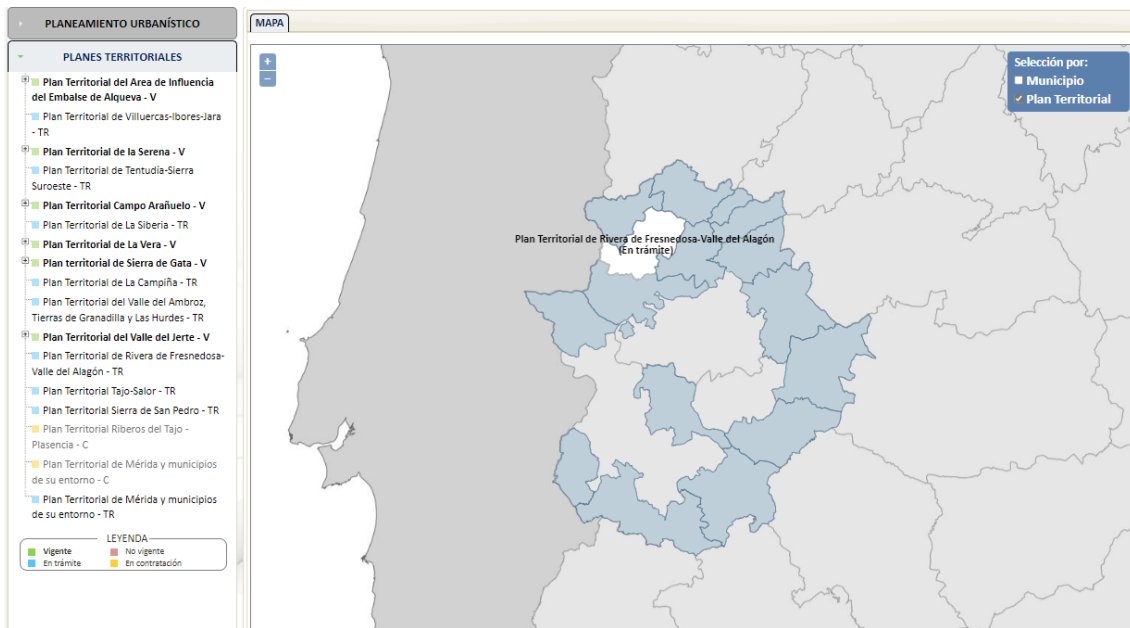 PLANEAMIENTO URBANÍSTICO
PLANES TERRITORIALES
Plan Territorial del Area de Influencia
del Embalse de Alqueva - V
Plan Territorial de Villuercas-Ibores-Jara
- TR
Plan Territorial de la Serena - V
Plan Territorial de Tentudía-Sierra
Suroeste - TR
Plan Territorial Campo Arañuelo - V
Plan Territorial de La Siberia - TR
Plan Territorial de La Vera - V
Plan territorial de Sierra de Gata - V
Plan Territorial de La Campiña - TR
Plan Territorial del Valle del Ambroz,
Tierras de Granadilla y Las Hurdes - TR
Plan Territorial del Valle del Jerte - V
Plan Territorial de Rivera de Fresnedosa-
Valle del Alagón - TR
Plan Territorial Tajo-Salor - TR
Plan Territorial Sierra de San Pedro - TR
Plan Territorial Riberos del Tajo -
Plasencia - C
Plan Territorial de Mérida y municipios
de su entorno - C
Plan Territorial de Mérida y municipios
de su entorno - TR
LEYENDA
Vigente
No vigente
En trámite
En contratación
MAPA
+
−
Selección por:
Municipio
Plan Territorial
Plan Territorial de Rivera de Fresnedosa-Valle del Alagón
(En trámite)